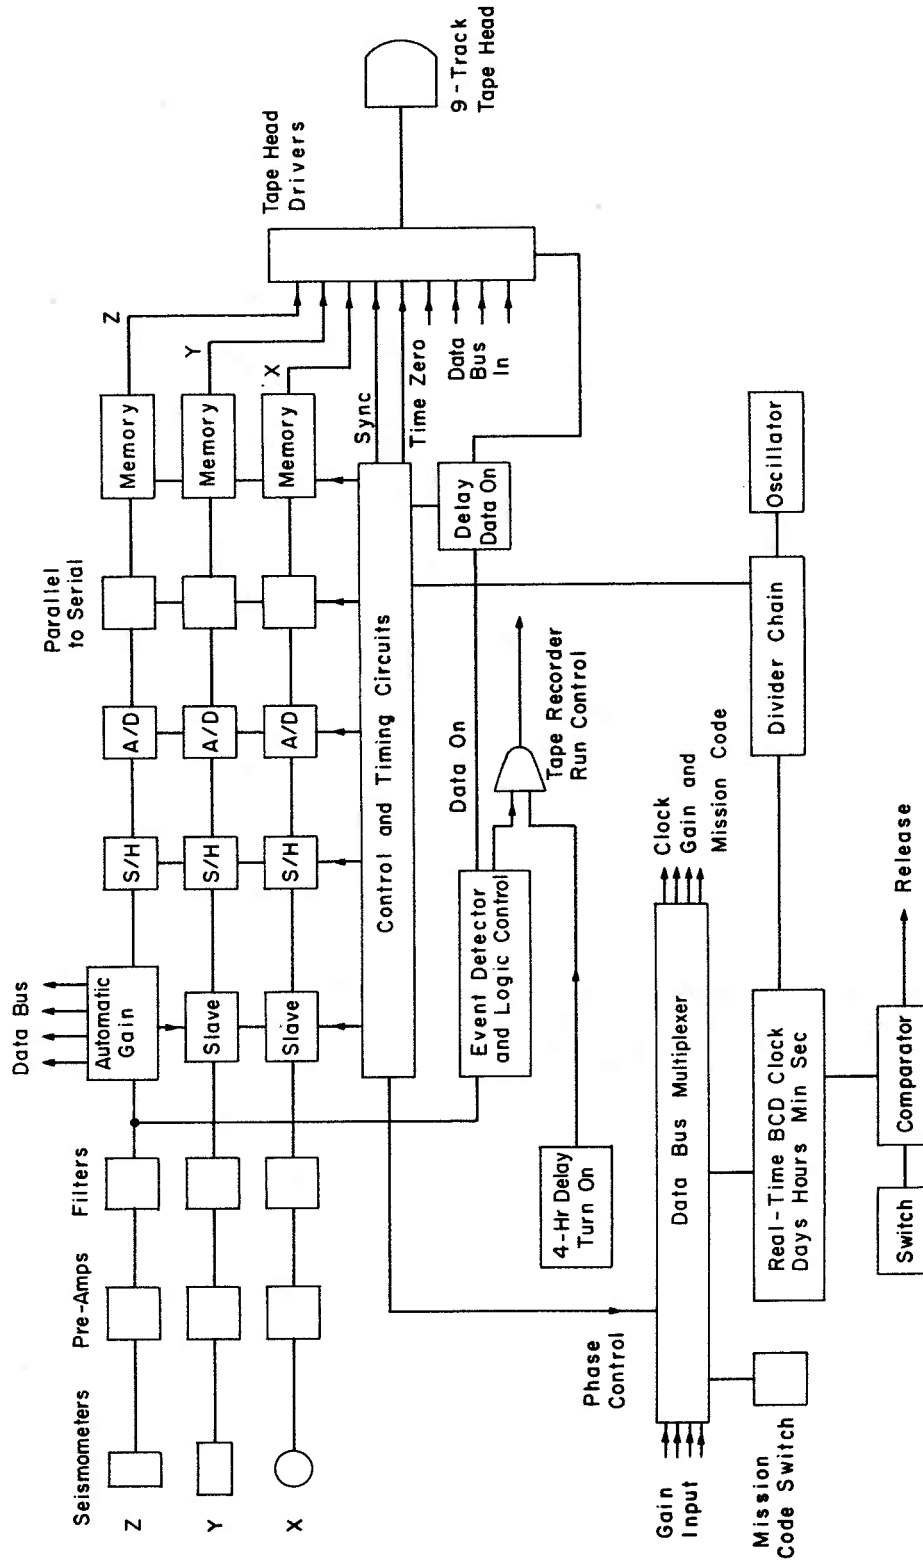 Seismometers
Pre-Amps
Filters
Data Bus
Parallel
to Serial
Z
Automatic
Gain
S/H
A/D
Memory
Z
Tape Head
Drivers
Y
Slave
S/H
A/D
Memory
Y
X
Slave
S/H
A/D
Memory
X
9-Track
Tape Head
Control and Timing Circuits
Sync
Time Zero
Data
Bus
In
Data On
Delay
Data On
Event Detector
and Logic Control
Tape Recorder
Run Control
4-Hr Delay
Turn On
Phase
Control
Gain
Input
Data Bus Multiplexer
Clock
Gain and
Mission Code
Mission
Code Switch
Real-Time BCD Clock
Days Hours Min Sec
Divider Chain
Oscillator
Switch
Comparator
Release